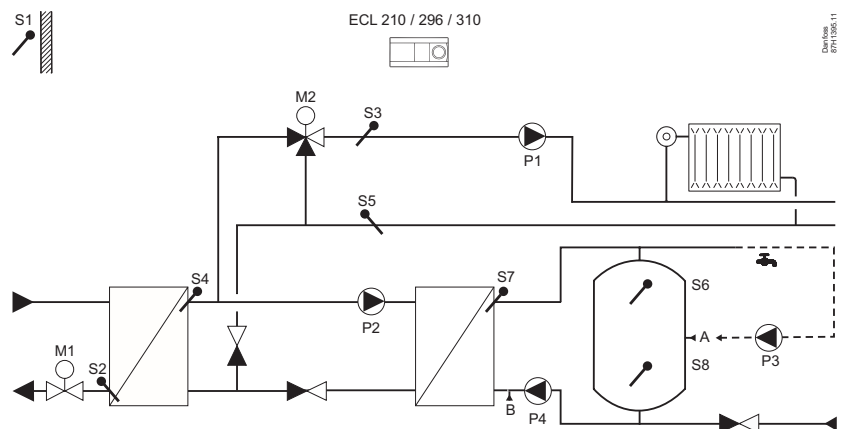 S1
ECL 210 / 296 / 310
Danfoss
87H1395.11
M2
S3
P1
S5
S4
S7
S6
P2
A
P3
M1
S2
S8
B
P4